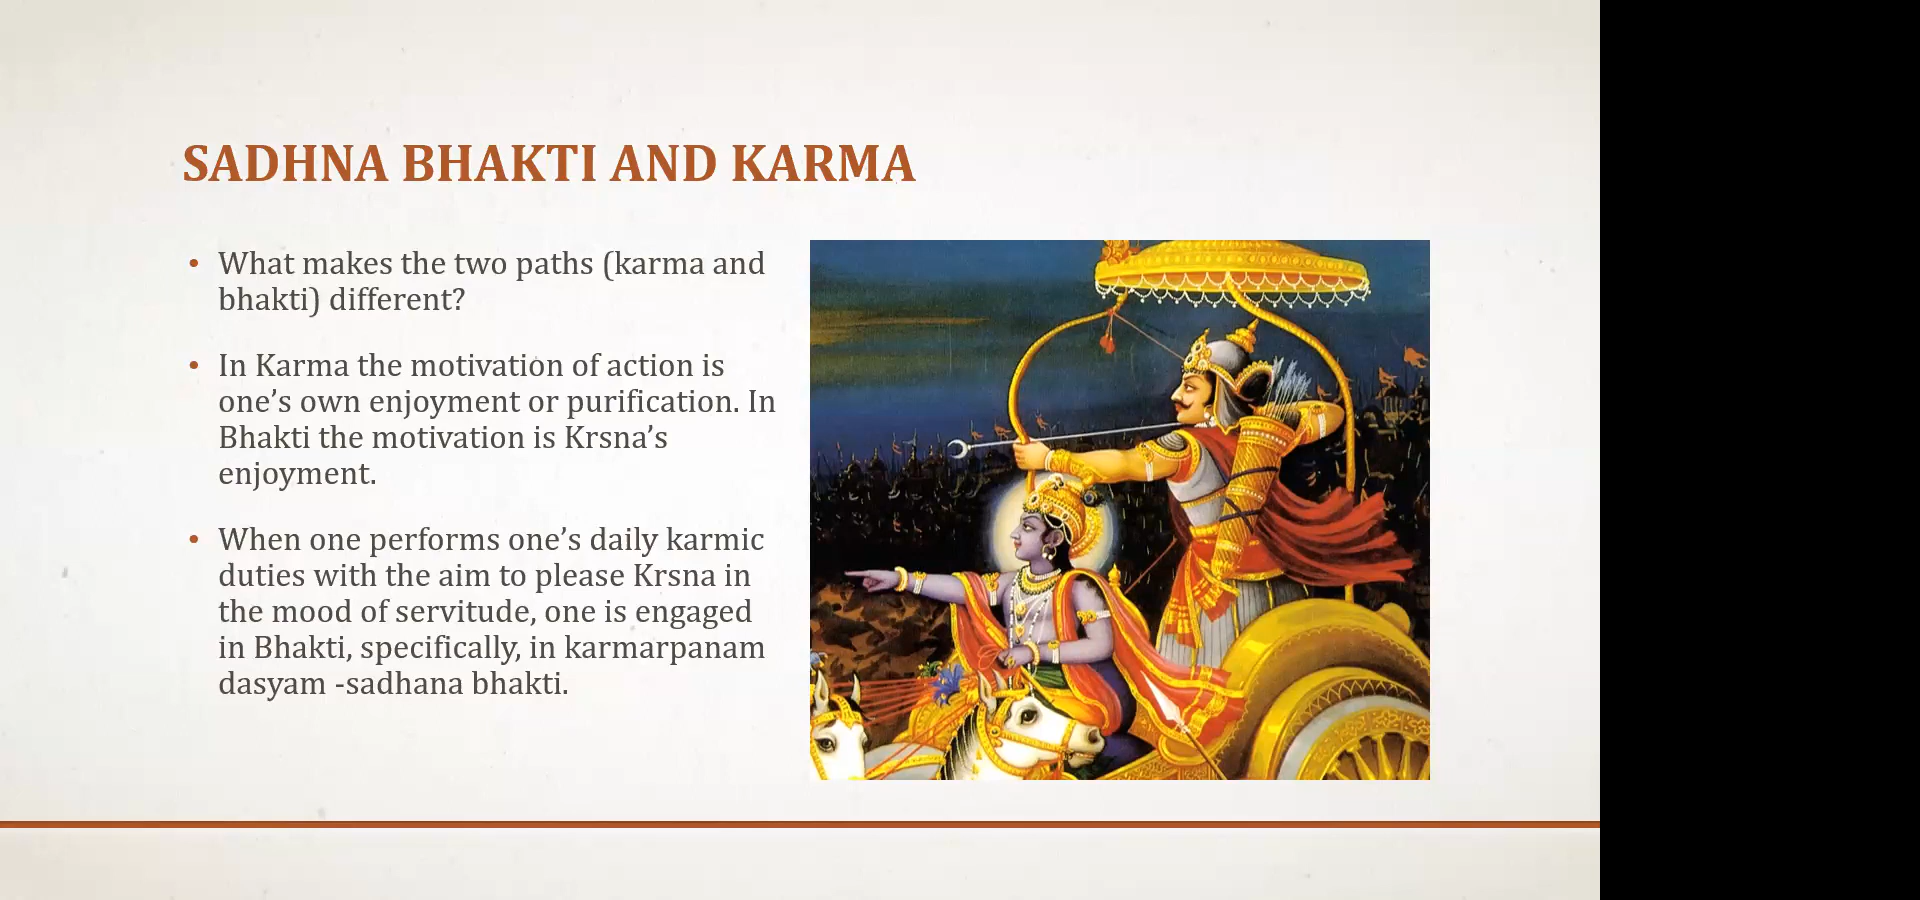 SADHNA BHAKTI AND KARMA
• What makes the two paths (karma and
bhakti) different?
• In Karma the motivation of action is
one’s own enjoyment or purification. In
Bhakti the motivation is Krsna’s
enjoyment.
• When one performs one’s daily karmic
duties with the aim to please Krsna in
the mood of servitude, one is engaged
in Bhakti, specifically, in karmarpanam
dasyam -sadhana bhakti.